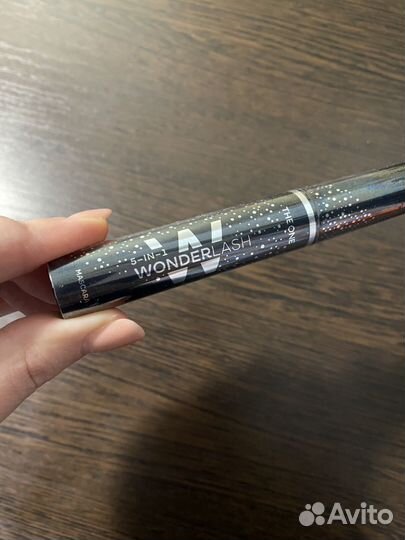 MASCARA
5-IN-1
W
WONDERLASH
THE ONE
Avito